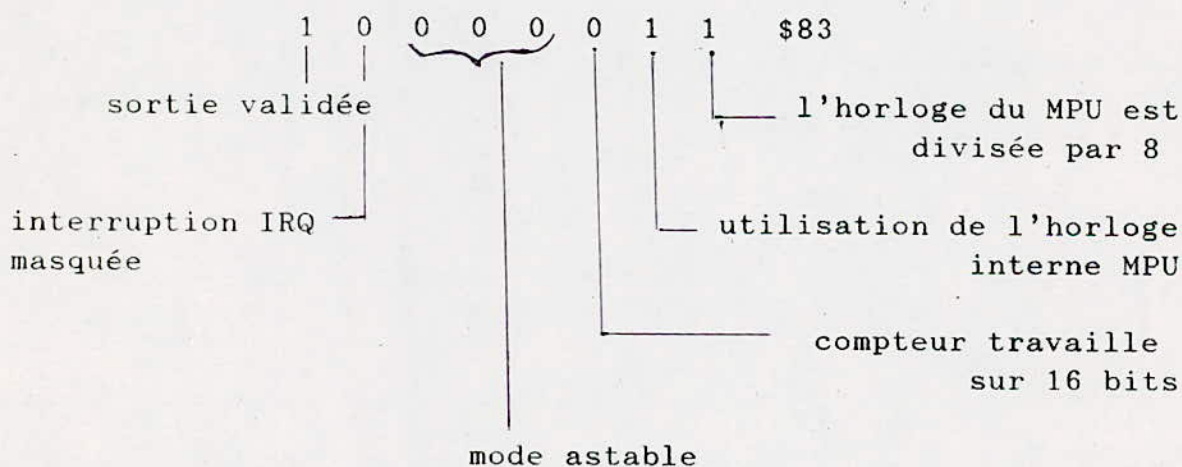 1 0 0 0 0 0 1 1 $83
sortie validée
l'horloge du MPU est
divisée par 8
interruption IRQ
masquée
utilisation de l'horloge
interne MPU
compteur travaille
sur 16 bits
mode astable